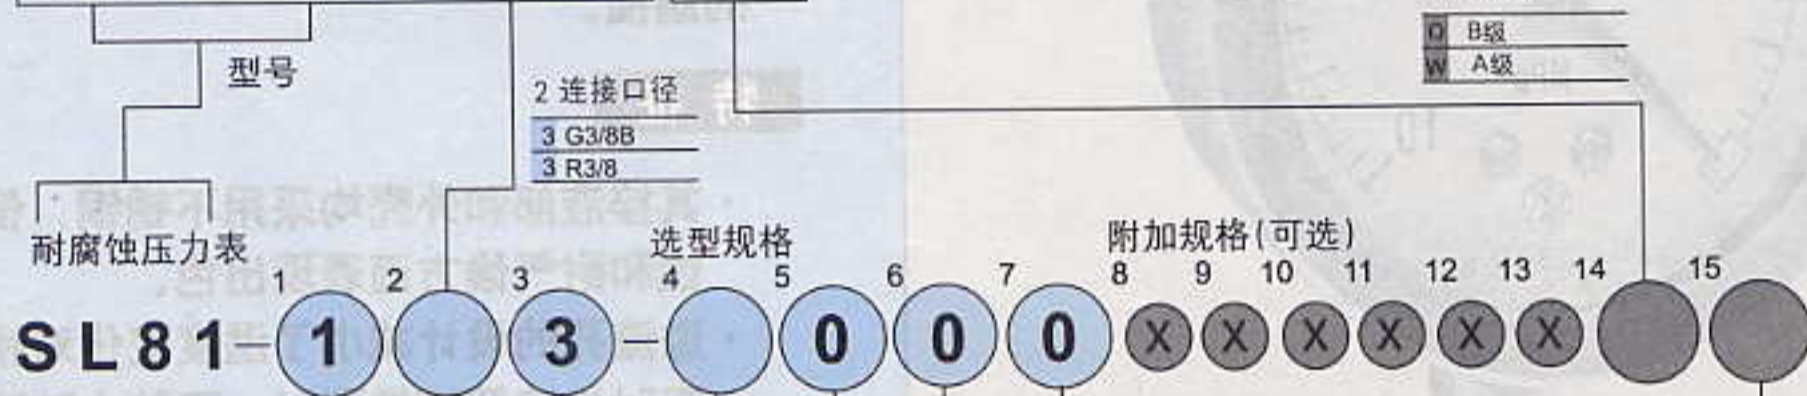 0 B级
W A级
型号
2 连接口径
3 G3/8B
3 R3/8
耐腐蚀压力表
选型规格
附加规格(可选)
1 2 3 4 5 6 7 8 9 10 11 12 13 14 15
SL81-1 3- 0 0 0 X X X X X X